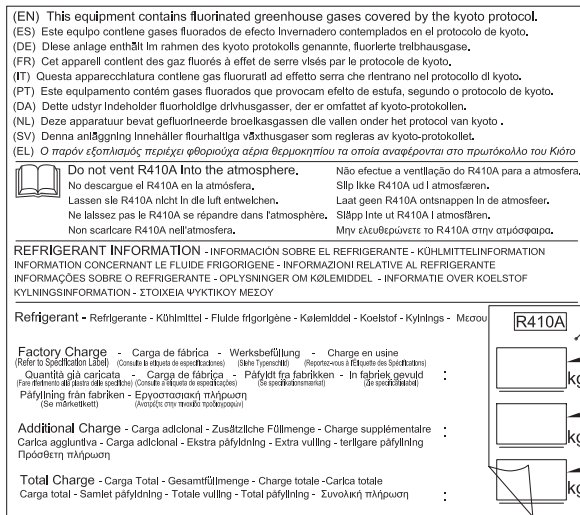 (EN) This equipment contains fluorinated greenhouse gases covered by the kyoto protocol.
(ES) Este equipo contiene gases fluorados de efecto invernadero contemplados en el protocolo de kyoto.
(DE) Diese anlage enthält im rahmen des kyoto protokolls genannte, fluorierte treibhausgase.
(FR) Cet appareil contient des gaz fluorés à effet de serre visés par le protocole de kyoto.
(IT) Questa apparecchiatura contiene gas fluorurati ad effetto serra che rientrano nel protocollo di kyoto.
(PT) Este equipamento contém gases fluorados que provocam efeito de estufa, segundo o protocolo de kyoto.
(DA) Dette udstyr indeholder fluorholdige drivhusgasser, der er omfattet af kyoto-protokollen.
(NL) Deze apparatuur bevat gefluorineerde broeikasgassen die vallen onder het protocol van kyoto .
(SV) Denna anläggning innehåller flourhaltiga växthusgaser som regleras av kyoto-protokollet.
(EL) Ο παρόν εξοπλισμός περιέχει φθοριούχα αέρια θερμοκηπίου τα οποία αναφέρονται στο πρωτόκολλο του Κιότο
Do not vent R410A into the atmosphere.
No descargue el R410A en la atmósfera.
Lassen sie R410A nicht in die luft entweichen.
Ne laissez pas le R410A se répandre dans l'atmosphère.
Non scaricare R410A nell'atmosfera.
Não efectue a ventilação do R410A para a atmosfera.
Slip ikke R410A ud i atmosfæren.
Laat geen R410A ontsnappen in de atmosfeer.
Släpp inte ut R410A i atmosfären.
Μην ελευθερώνετε το R410A στην ατμόσφαιρα.
REFRIGERANT INFORMATION - INFORMACIÓN SOBRE EL REFRIGERANTE - KÜHLMITTELINFORMATION
INFORMATION CONCERNANT LE FLUIDE FRIGORIGENE - INFORMAZIONI RELATIVE AL REFRIGERANTE
INFORMAÇÕES SOBRE O REFRIGERANTE - OPLYSNINGER OM KØLEMIDDEL - INFORMATIE OVER KOELSTOF
KYLNINGSINFORMATION - ΣΤΟΙΧΕΙΑ ΨΥΚΤΙΚΟΥ ΜΕΣΟΥ
Refrigerant - Refrigerante - Kühlmittel - Fluide frigorigène - Kølemiddel - Koelstof - Kylnings - Μεσου
R410A
Factory Charge - Carga de fábrica - Werksbefüllung - Charge en usine
(Refer to Specification Label) (Consulte la etiqueta de especificaciones) (Siehe Typenschild) (Reportez-vous à l'Étiquette des Spécifications)
Quantità già caricata - Carga de fábrica - Påfyldt fra fabrikken - In fabriek gevuld :
(Fare riferimento alla piastra delle specifiche) (Consulte a etiqueta de especificações) (Se specifikationsmærkat) (Zie specificatielabel)
kg
Påfyllning från fabriken - Εργοστασιακή πλήρωση
(Se märketikett) (Ανατρέξτε στην πινακίδα προδιαγραφών)
Additional Charge - Carga adicional - Zusätzliche Füllmenge - Charge supplémentaire :
Carica aggiuntiva - Carga adicional - Ekstra påfyldning - Extra vulling - terligare påfyllning
kg
Πρόσθετη πλήρωση
Total Charge - Carga Total - Gesamtfüllmenge - Charge totale -Carica totale
Carga total - Samlet påfyldning - Totale vulling - Total påfyllning - Συνολική πλήρωση :
kg